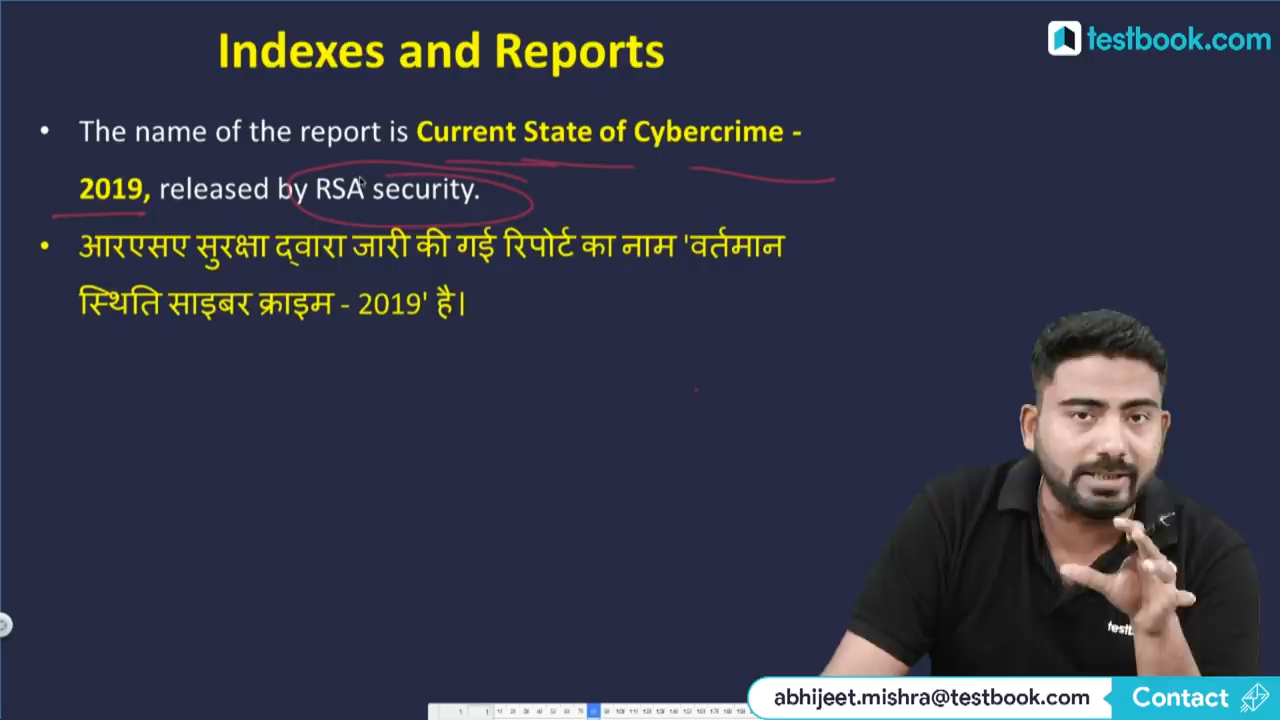 Indexes and Reports
testbook.com
• The name of the report is Current State of Cybercrime -
2019, released by RSA security.
• आरएसए सुरक्षा द्वारा जारी की गई रिपोर्ट का नाम 'वर्तमान
स्थिति साइबर क्राइम - 2019' है।
abhijeet.mishra@testbook.com Contact